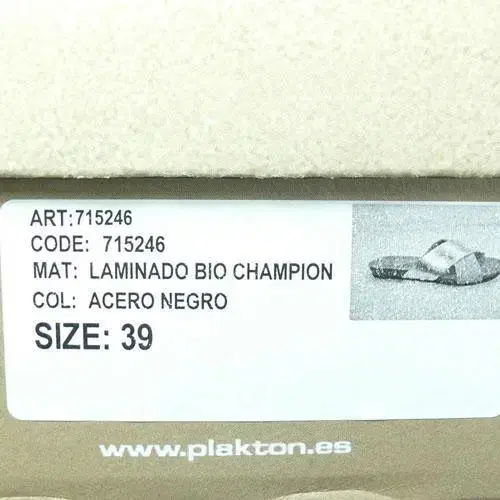 ART:715246
CODE: 715246
MAT: LAMINADO BIO CHAMPION
COL: ACERO NEGRO
SIZE: 39
www.plakton.es